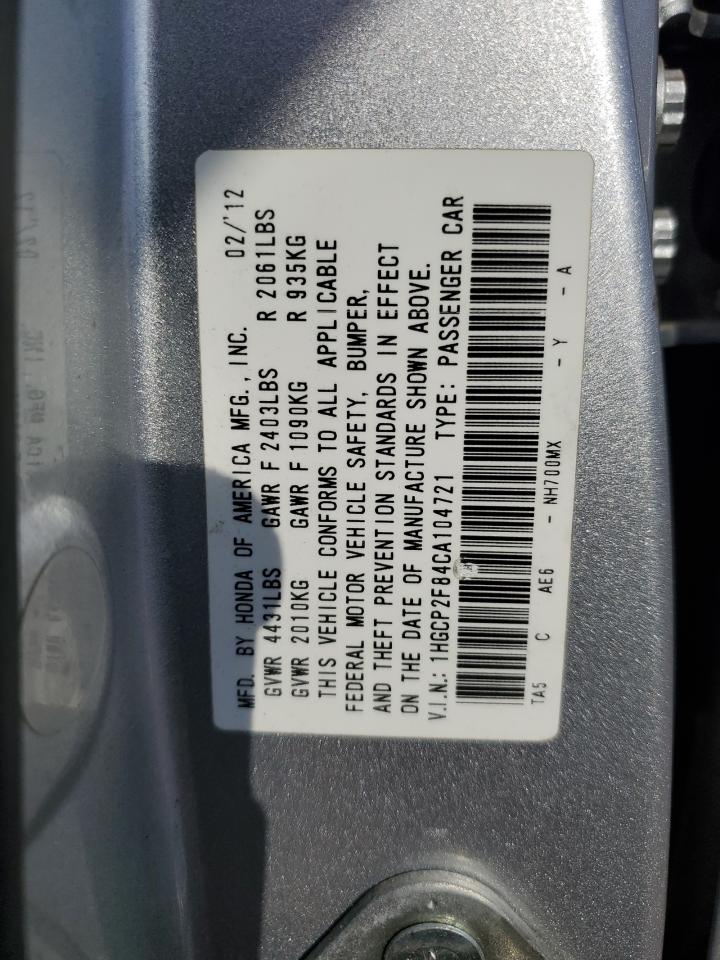 MFD. BY HONDA OF AMERICA MFG., INC. 02/'12
GVWR 4431LBS GAWR F 2403LBS R 2061LBS
GVWR 2010KG GAWR F 1090KG R 935KG
THIS VEHICLE CONFORMS TO ALL APPLICABLE
FEDERAL MOTOR VEHICLE SAFETY, BUMPER,
AND THEFT PREVENTION STANDARDS IN EFFECT
ON THE DATE OF MANUFACTURE SHOWN ABOVE.
V.I.N.: 1HGCP2F84CA104721 TYPE: PASSENGER CAR
TA5 C AE6 - NH700MX - Y - A